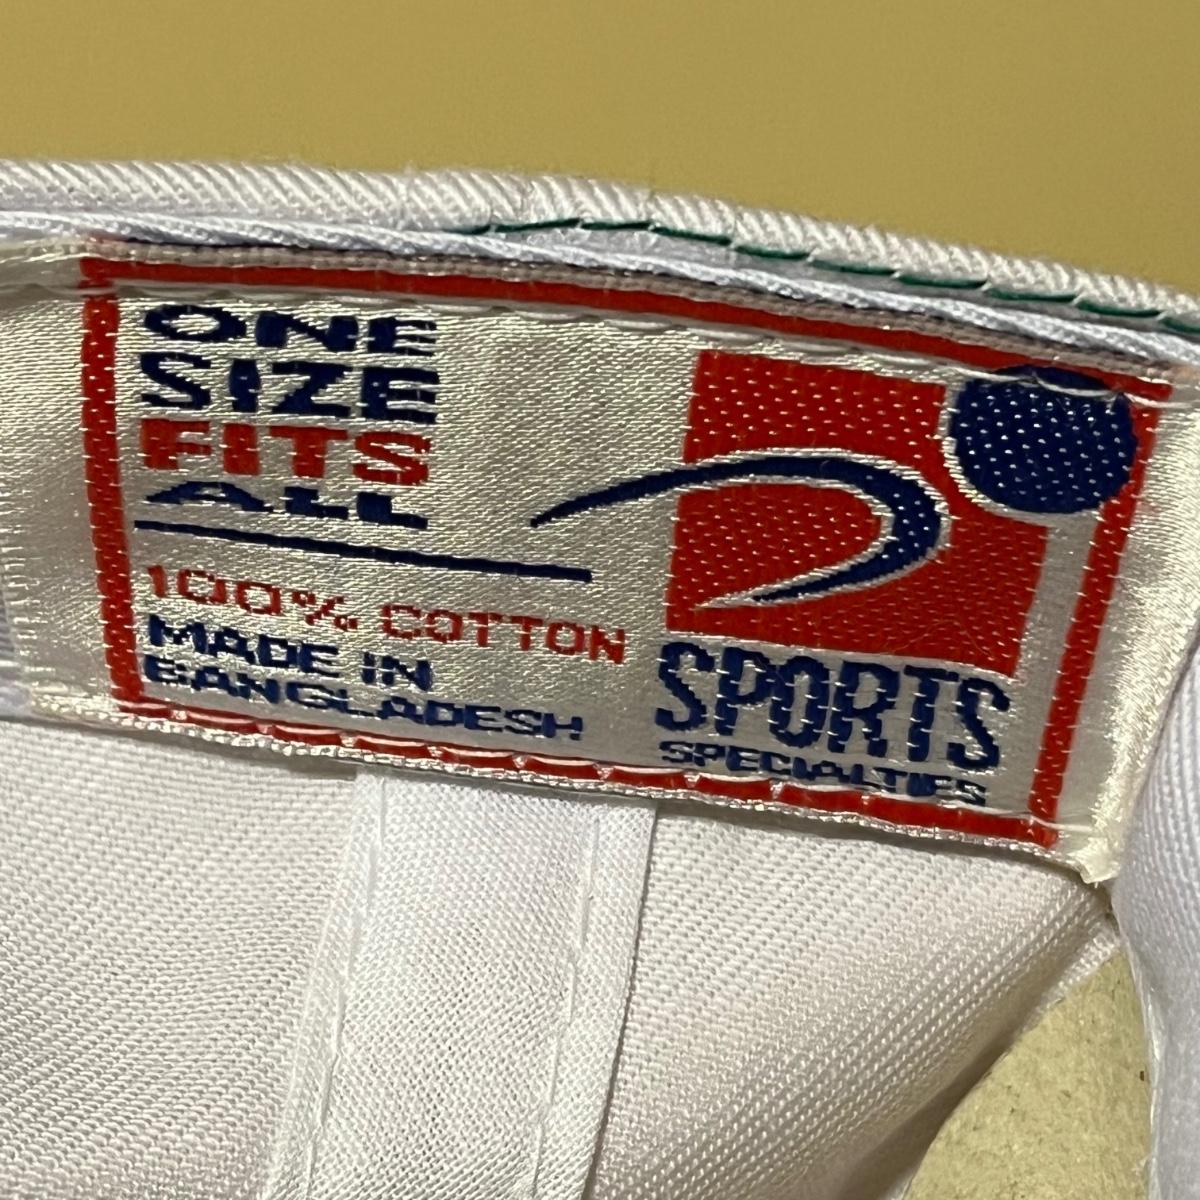 ONE
SIZE
FITS
ALL
100% COTTON
MADE IN
BANGLADESH
SPORTS
SPECIALTIES